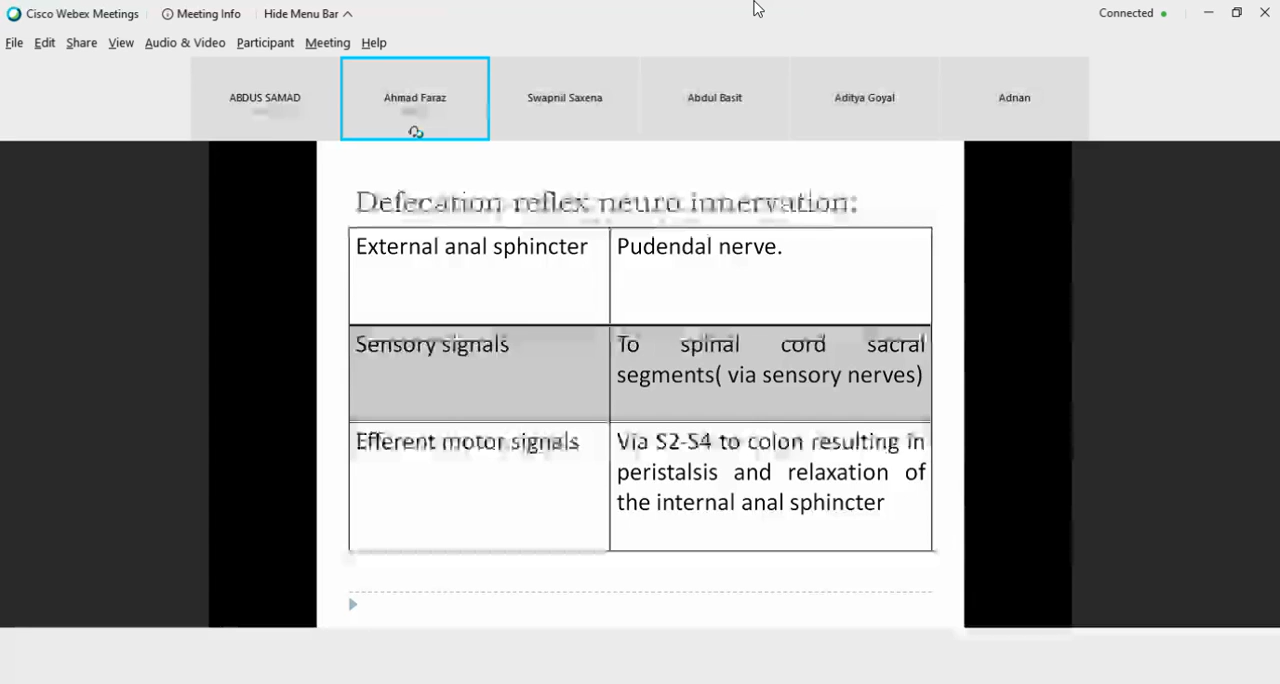 Cisco Webex Meetings Meeting Info Hide Menu Bar Connected
File Edit Share View Audio & Video Participant Meeting Help
ABDUS SAMAD Ahmad Faraz Swapnil Saxena Abdul Basit Aditya Goyal Adnan
Defecation reflex neuro innervation:
External anal sphincter Pudendal nerve.
Sensory signals To spinal cord sacral
segments( via sensory nerves)
Efferent motor signals Via S2-S4 to colon resulting in
peristalsis and relaxation of
the internal anal sphincter